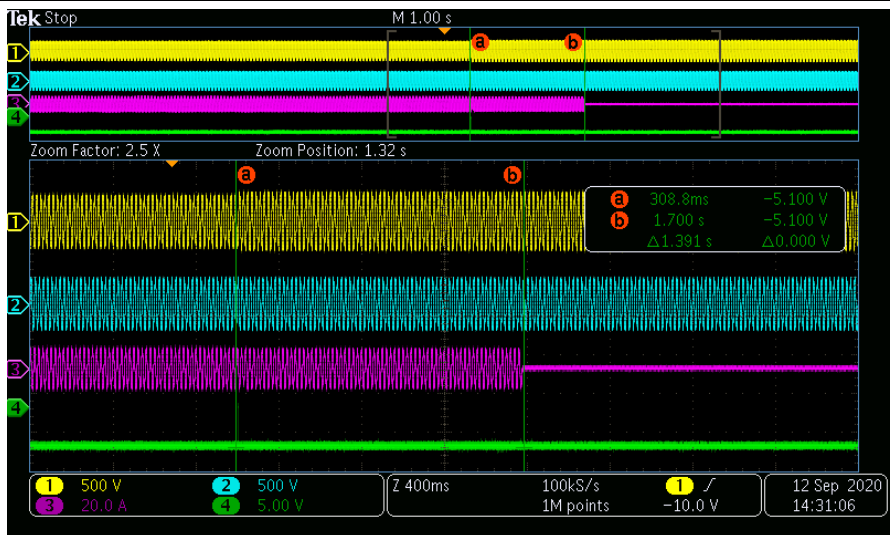 Tek Stop M 1.00 s
a b
1
2
3
4
Zoom Factor: 2.5 X Zoom Position: 1.32 s
a b
a 308.8ms −5.100 V
b 1.700 s −5.100 V
Δ1.391 s Δ0.000 V
1
2
3
4
1 500 V 2 500 V Z 400ms 100kS/s 1 12 Sep 2020
3 20.0 A 4 5.00 V 1M points −10.0 V 14:31:06